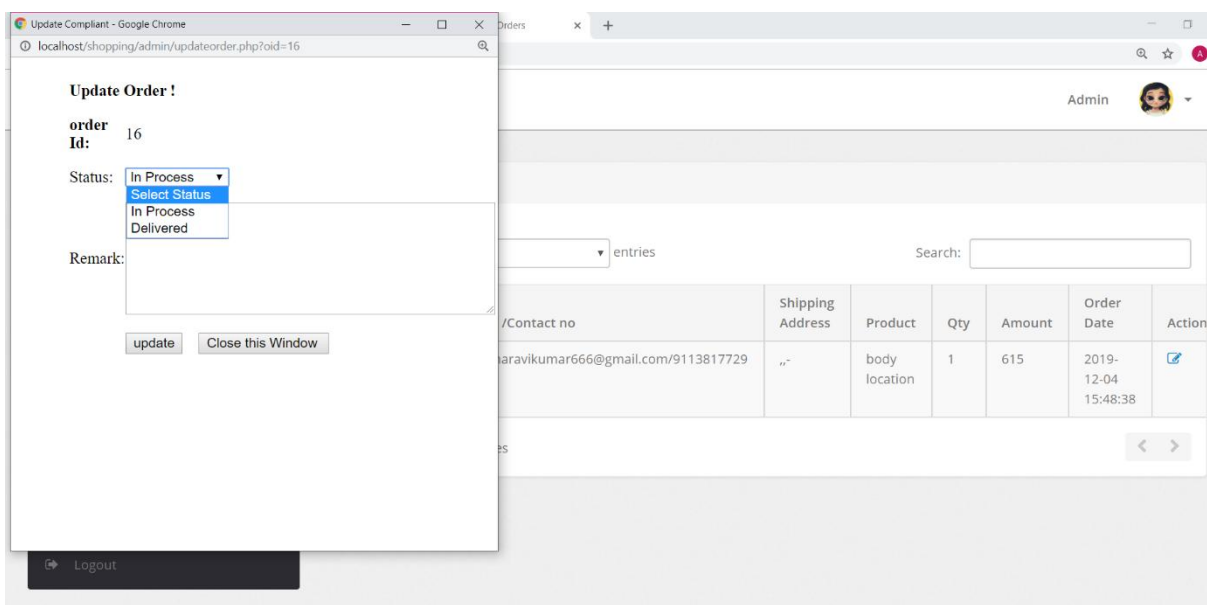 Update Compliant - Google Chrome
localhost/shopping/admin/updateorder.php?oid=16
Update Order !
order
Id:
16
Status:
In Process
Select Status
In Process
Delivered
Remark:
update
Close this Window
Orders
A
Admin
entries
Search:
/Contact no
Shipping
Address
Product
Qty
Amount
Order
Date
Action
aravikumar666@gmail.com/9113817729
,,-
body
location
1
615
2019-
12-04
15:48:38
es
Logout